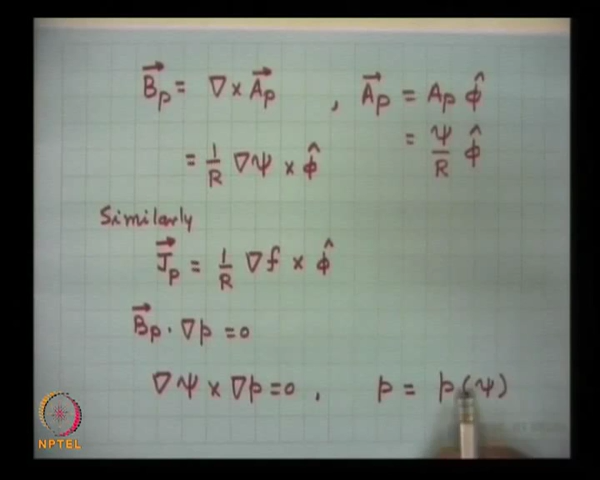 B⃗p = ∇ × A⃗p , A⃗p = Ap φ̂
= 1/R ∇Ψ × φ̂ = Ψ/R φ̂
Similarly
J⃗p = 1/R ∇f × φ̂
B⃗p · ∇p = 0
∇Ψ × ∇p = 0 , p = p(Ψ)
NPTEL